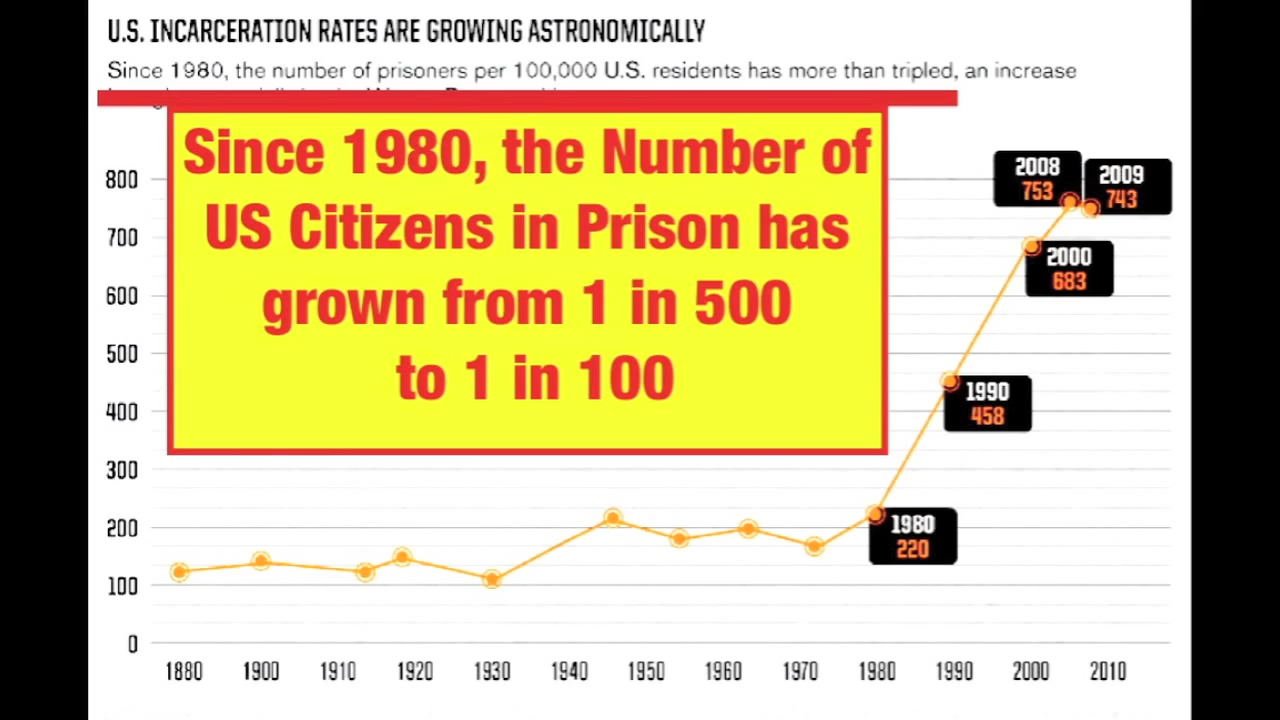 U.S. INCARCERATION RATES ARE GROWING ASTRONOMICALLY
Since 1980, the number of prisoners per 100,000 U.S. residents has more than tripled, an increase
Since 1980, the Number of
US Citizens in Prison has
grown from 1 in 500
to 1 in 100
800
700
600
500
400
300
200
100
0
2008
753
2009
743
2000
683
1990
458
1980
220
1880 1900 1910 1920 1930 1940 1950 1960 1970 1980 1990 2000 2010